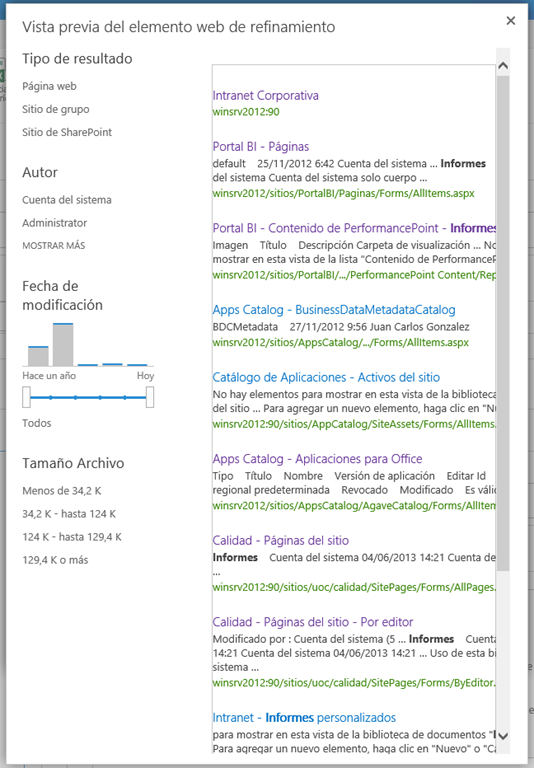 Vista previa del elemento web de refinamiento
Tipo de resultado
Página web
Sitio de grupo
Sitio de SharePoint
Autor
Cuenta del sistema
Administrator
MOSTRAR MÁS
Fecha de
modificación
Hace un año Hoy
Todos
Tamaño Archivo
Menos de 34,2 K
34,2 K - hasta 124 K
124 K - hasta 129,4 K
129,4 K o más
Intranet Corporativa
winsrv2012:90
Portal BI - Páginas
default 25/11/2012 6:42 Cuenta del sistema ... Informes
del sistema Cuenta del sistema solo cuerpo ...
winsrv2012/sitios/PortalBI/Paginas/Forms/AllItems.aspx
Portal BI - Contenido de PerformancePoint - Informes
Imagen Título Descripción Carpeta de visualización ... No
mostrar en esta vista de la lista "Contenido de PerformanceP
winsrv2012/sitios/PortalBI/.../PerformancePoint Content/Rep
Apps Catalog - BusinessDataMetadataCatalog
BDCMetadata 27/11/2012 9:56 Juan Carlos Gonzalez
winsrv2012/sitios/AppsCatalog/.../Forms/AllItems.aspx
Catálogo de Aplicaciones - Activos del sitio
No hay elementos para mostrar en esta vista de la biblioteca
del sitio ... Para agregar un nuevo elemento, haga clic en "Nu
winsrv2012:90/sitios/AppCatalog/SiteAssets/Forms/AllItems.
Apps Catalog - Aplicaciones para Office
Tipo Título Nombre Versión de aplicación Editar Id
regional predeterminada Revocado Modificado Es válic
winsrv2012/sitios/AppsCatalog/AgaveCatalog/Forms/AllItem
Calidad - Páginas del sitio
Informes Cuenta del sistema 04/06/2013 14:21 Cuenta de
...
winsrv2012:90/sitios/uoc/calidad/SitePages/Forms/AllPages.
Calidad - Páginas del sitio - Por editor
Modificado por : Cuenta del sistema (5 ... Informes Cuenta
14:21 Cuenta del sistema 04/06/2013 14:21 ... Uso de esta bi
sistema ...
winsrv2012:90/sitios/uoc/calidad/SitePages/Forms/ByEditor.
Intranet - Informes personalizados
para mostrar en esta vista de la biblioteca de documentos "
Para agregar un nuevo elemento, haga clic en "Nuevo" o "Ca